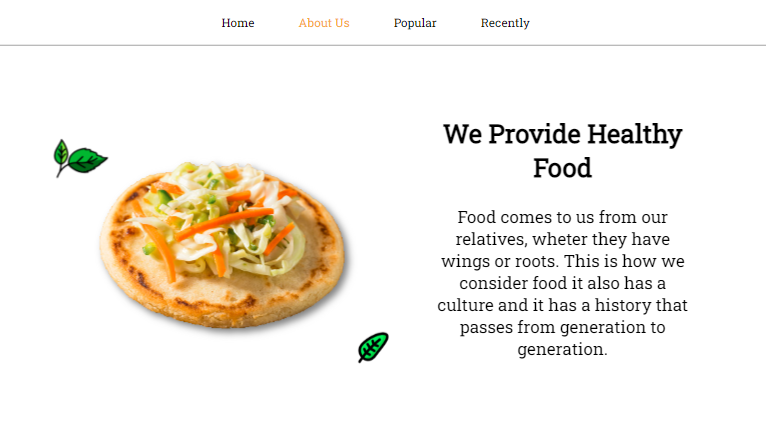 Home About Us Popular Recently
We Provide Healthy
Food
Food comes to us from our
relatives, wheter they have
wings or roots. This is how we
consider food it also has a
culture and it has a history that
passes from generation to
generation.